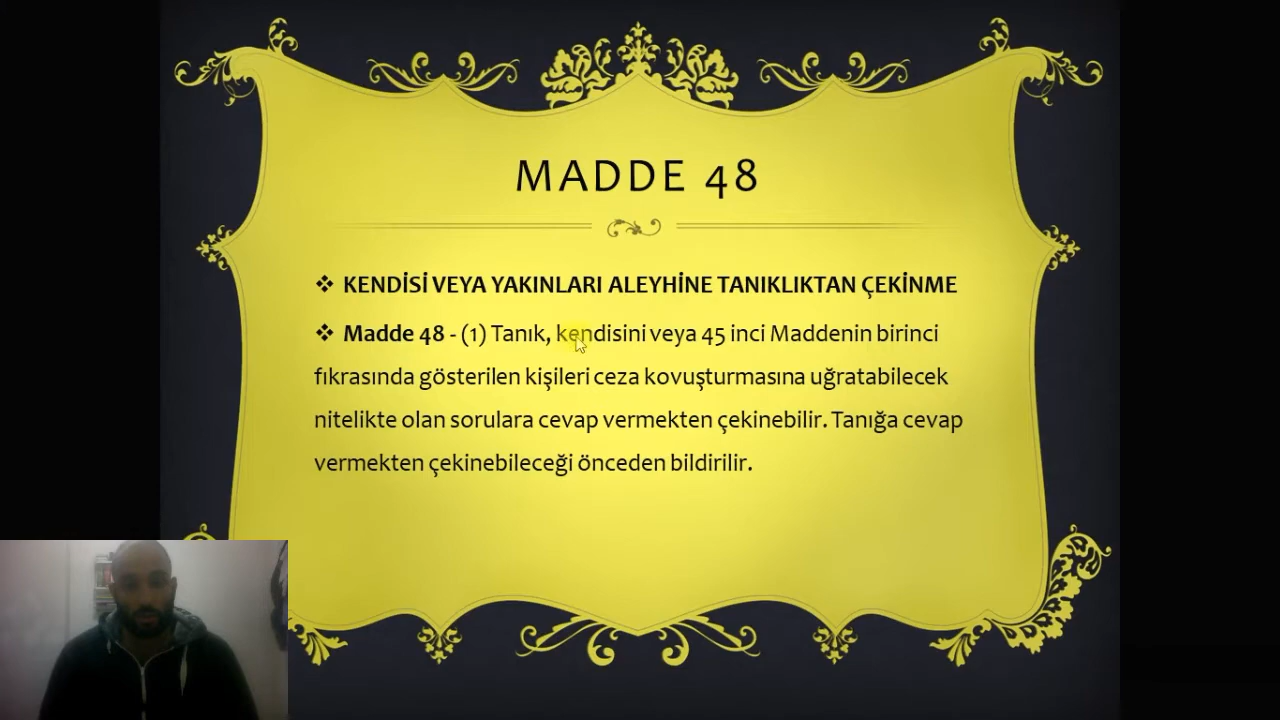 MADDE 48
KENDİSİ VEYA YAKINLARI ALEYHİNE TANIKLIKTAN ÇEKİNME
Madde 48 - (1) Tanık, kendisini veya 45 inci Maddenin birinci
fıkrasında gösterilen kişileri ceza kovuşturmasına uğratabilecek
nitelikte olan sorulara cevap vermekten çekinebilir. Tanığa cevap
vermekten çekinebileceği önceden bildirilir.